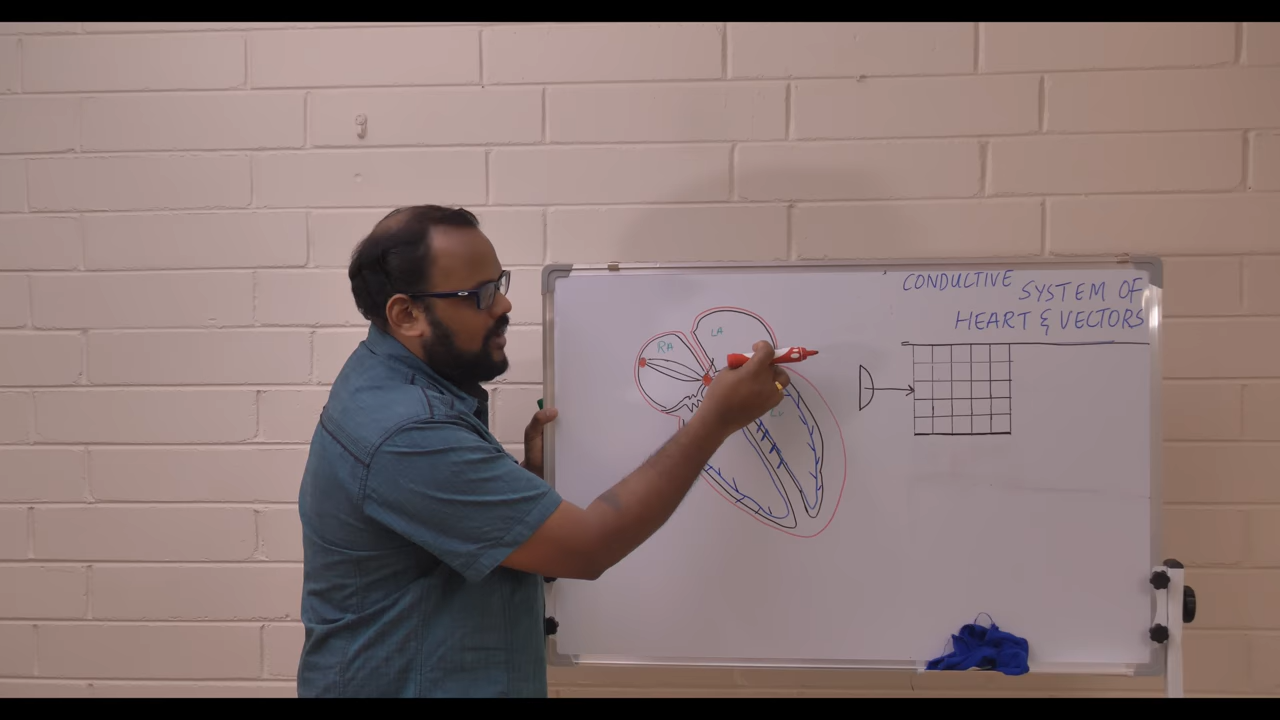 CONDUCTIVE
SYSTEM OF
HEART & VECTORS
LA
RA